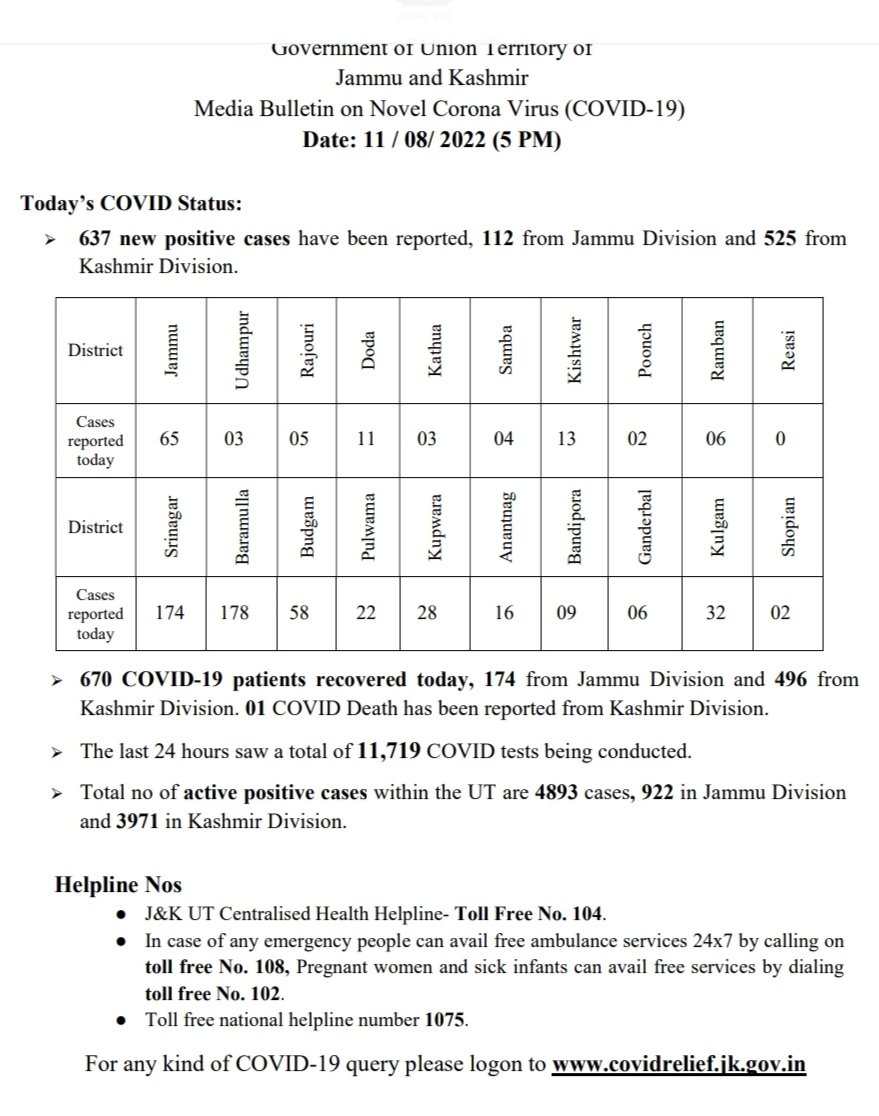 Government of Union Territory of
Jammu and Kashmir
Media Bulletin on Novel Corona Virus (COVID-19)
Date: 11 / 08/ 2022 (5 PM)
Today’s COVID Status:
➢ 637 new positive cases have been reported, 112 from Jammu Division and 525 from
Kashmir Division.
District Jammu Udhampur Rajouri Doda Kathua Samba Kishtwar Poonch Ramban Reasi
Cases
reported 65 03 05 11 03 04 13 02 06 0
today
District Srinagar Baramulla Budgam Pulwama Kupwara Anantnag Bandipora Ganderbal Kulgam Shopian
Cases
reported 174 178 58 22 28 16 09 06 32 02
today
➢ 670 COVID-19 patients recovered today, 174 from Jammu Division and 496 from
Kashmir Division. 01 COVID Death has been reported from Kashmir Division.
➢ The last 24 hours saw a total of 11,719 COVID tests being conducted.
➢ Total no of active positive cases within the UT are 4893 cases, 922 in Jammu Division
and 3971 in Kashmir Division.
Helpline Nos
● J&K UT Centralised Health Helpline- Toll Free No. 104.
● In case of any emergency people can avail free ambulance services 24x7 by calling on
toll free No. 108, Pregnant women and sick infants can avail free services by dialing
toll free No. 102.
● Toll free national helpline number 1075.
For any kind of COVID-19 query please logon to www.covidrelief.jk.gov.in